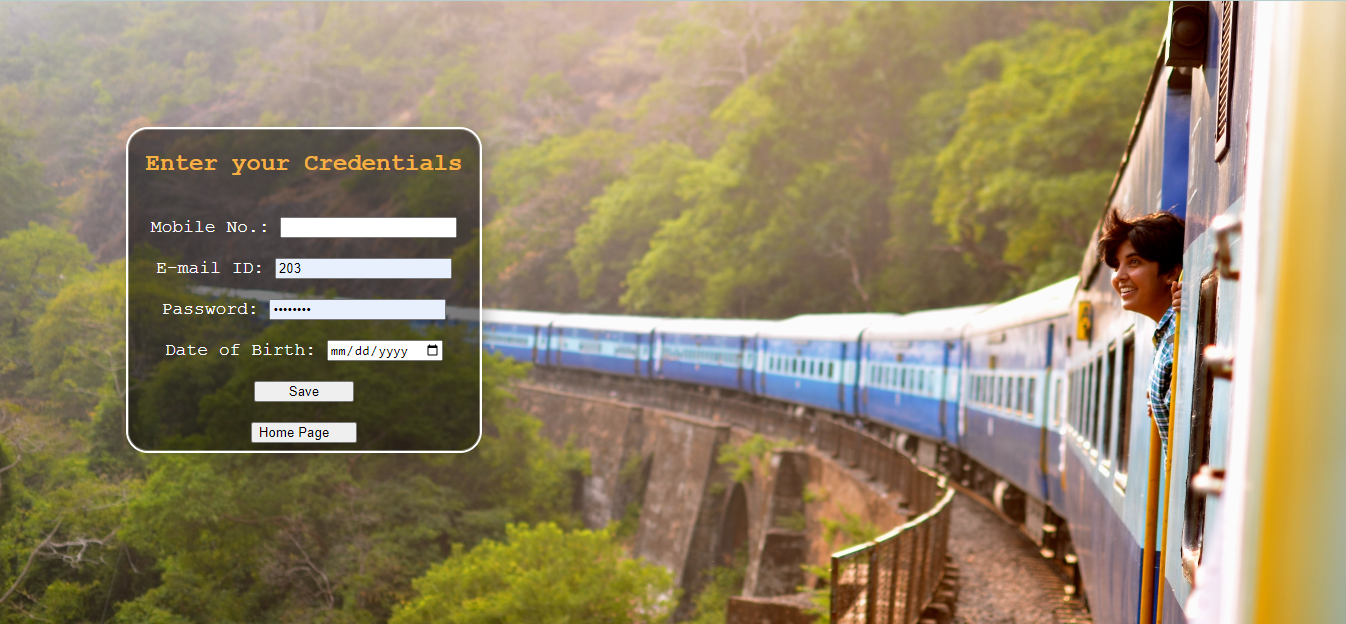 Enter your Credentials
Mobile No.:
E-mail ID: 203
Password: ••••••••
Date of Birth: mm/dd/yyyy
Save
Home Page